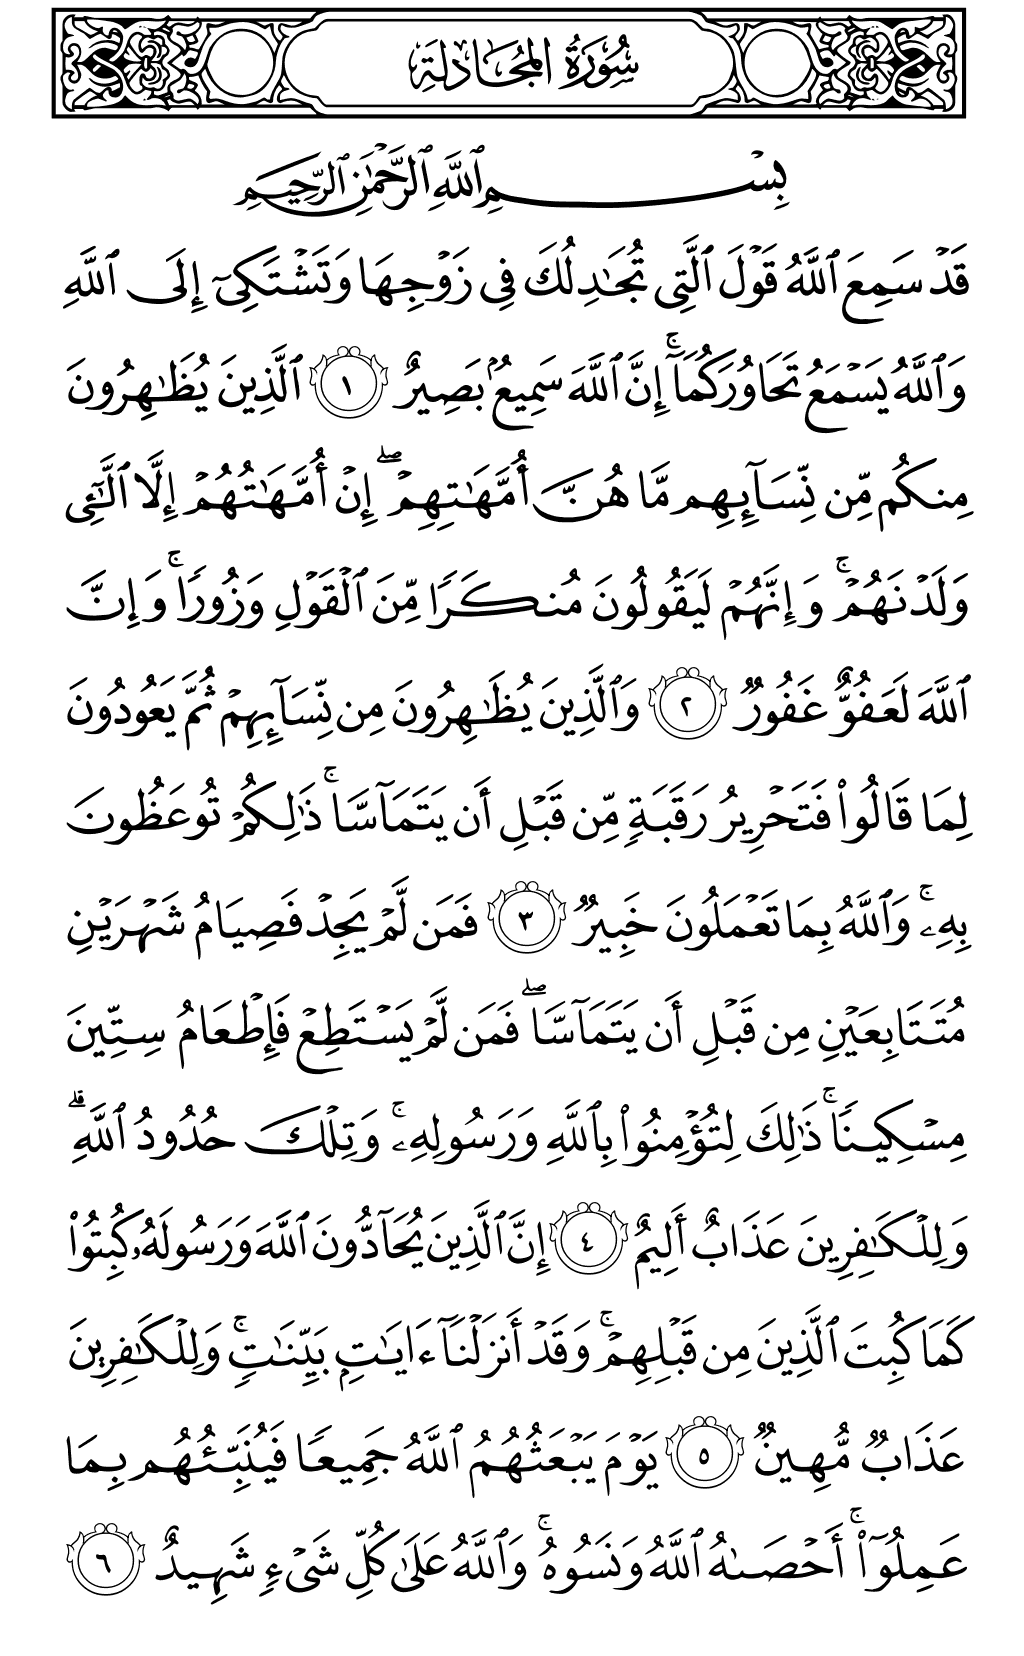 سُورَةُ المُجَادلَةِ
بِسۡمِ ٱللَّهِ ٱلرَّحۡمَٰنِ ٱلرَّحِيمِ
قَدۡ سَمِعَ ٱللَّهُ قَوۡلَ ٱلَّتِي تُجَٰدِلُكَ فِي زَوۡجِهَا وَتَشۡتَكِيٓ إِلَى ٱللَّهِ
وَٱللَّهُ يَسۡمَعُ تَحَاوُرَكُمَآۚ إِنَّ ٱللَّهَ سَمِيعُۢ بَصِيرٌ ١ ٱلَّذِينَ يُظَٰهِرُونَ
مِنكُم مِّن نِّسَآئِهِم مَّا هُنَّ أُمَّهَٰتِهِمۡۖ إِنۡ أُمَّهَٰتُهُمۡ إِلَّا ٱلَّٰٓـِٔي
وَلَدۡنَهُمۡۚ وَإِنَّهُمۡ لَيَقُولُونَ مُنكَرٗا مِّنَ ٱلۡقَوۡلِ وَزُورٗاۚ وَإِنَّ
ٱللَّهَ لَعَفُوٌّ غَفُورٞ ٢ وَٱلَّذِينَ يُظَٰهِرُونَ مِن نِّسَآئِهِمۡ ثُمَّ يَعُودُونَ
لِمَا قَالُواْ فَتَحۡرِيرُ رَقَبَةٖ مِّن قَبۡلِ أَن يَتَمَآسَّاۚ ذَٰلِكُمۡ تُوعَظُونَ
بِهِۦۚ وَٱللَّهُ بِمَا تَعۡمَلُونَ خَبِيرٞ ٣ فَمَن لَّمۡ يَجِدۡ فَصِيَامُ شَهۡرَيۡنِ
مُتَتَابِعَيۡنِ مِن قَبۡلِ أَن يَتَمَآسَّاۖ فَمَن لَّمۡ يَسۡتَطِعۡ فَإِطۡعَامُ سِتِّينَ
مِسۡكِينٗاۚ ذَٰلِكَ لِتُؤۡمِنُواْ بِٱللَّهِ وَرَسُولِهِۦۚ وَتِلۡكَ حُدُودُ ٱللَّهِۗ
وَلِلۡكَٰفِرِينَ عَذَابٌ أَلِيمٌ ٤ إِنَّ ٱلَّذِينَ يُحَآدُّونَ ٱللَّهَ وَرَسُولَهُۥ كُبِتُواْ
كَمَا كُبِتَ ٱلَّذِينَ مِن قَبۡلِهِمۡۚ وَقَدۡ أَنزَلۡنَآ ءَايَٰتِۭ بَيِّنَٰتٖۚ وَلِلۡكَٰفِرِينَ
عَذَابٞ مُّهِينٞ ٥ يَوۡمَ يَبۡعَثُهُمُ ٱللَّهُ جَمِيعٗا فَيُنَبِّئُهُم بِمَا
عَمِلُوٓاْۚ أَحۡصَىٰهُ ٱللَّهُ وَنَسُوهُۚ وَٱللَّهُ عَلَىٰ كُلِّ شَيۡءٖ شَهِيدٌ ٦